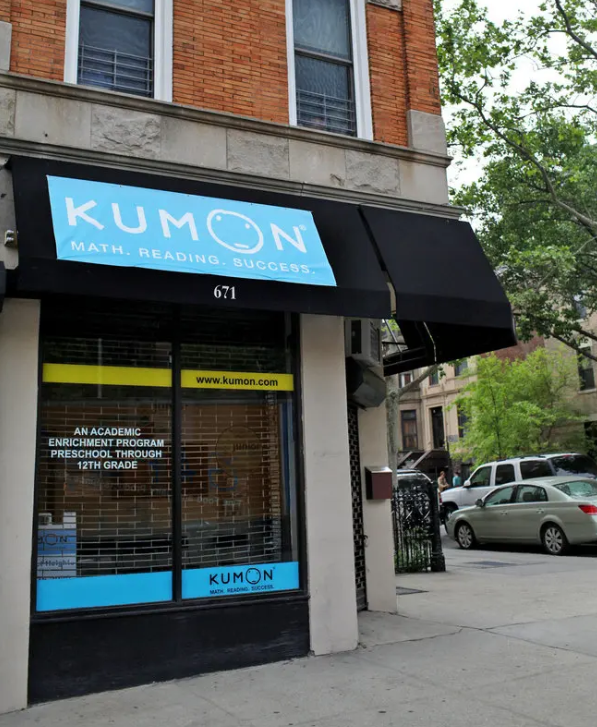 KUMON
MATH. READING. SUCCESS.
671
www.kumon.com
AN ACADEMIC
ENRICHMENT PROGRAM
PRESCHOOL THROUGH
12TH GRADE
KUMON
MATH. READING. SUCCESS.